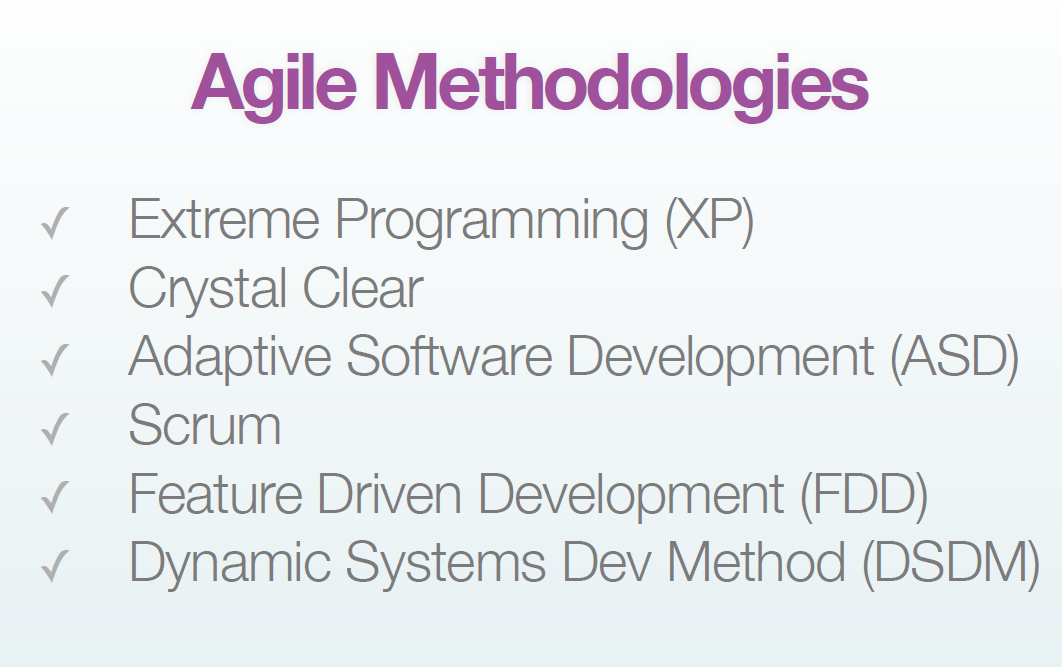 Agile Methodologies
✓ Extreme Programming (XP)
✓ Crystal Clear
✓ Adaptive Software Development (ASD)
✓ Scrum
✓ Feature Driven Development (FDD)
✓ Dynamic Systems Dev Method (DSDM)